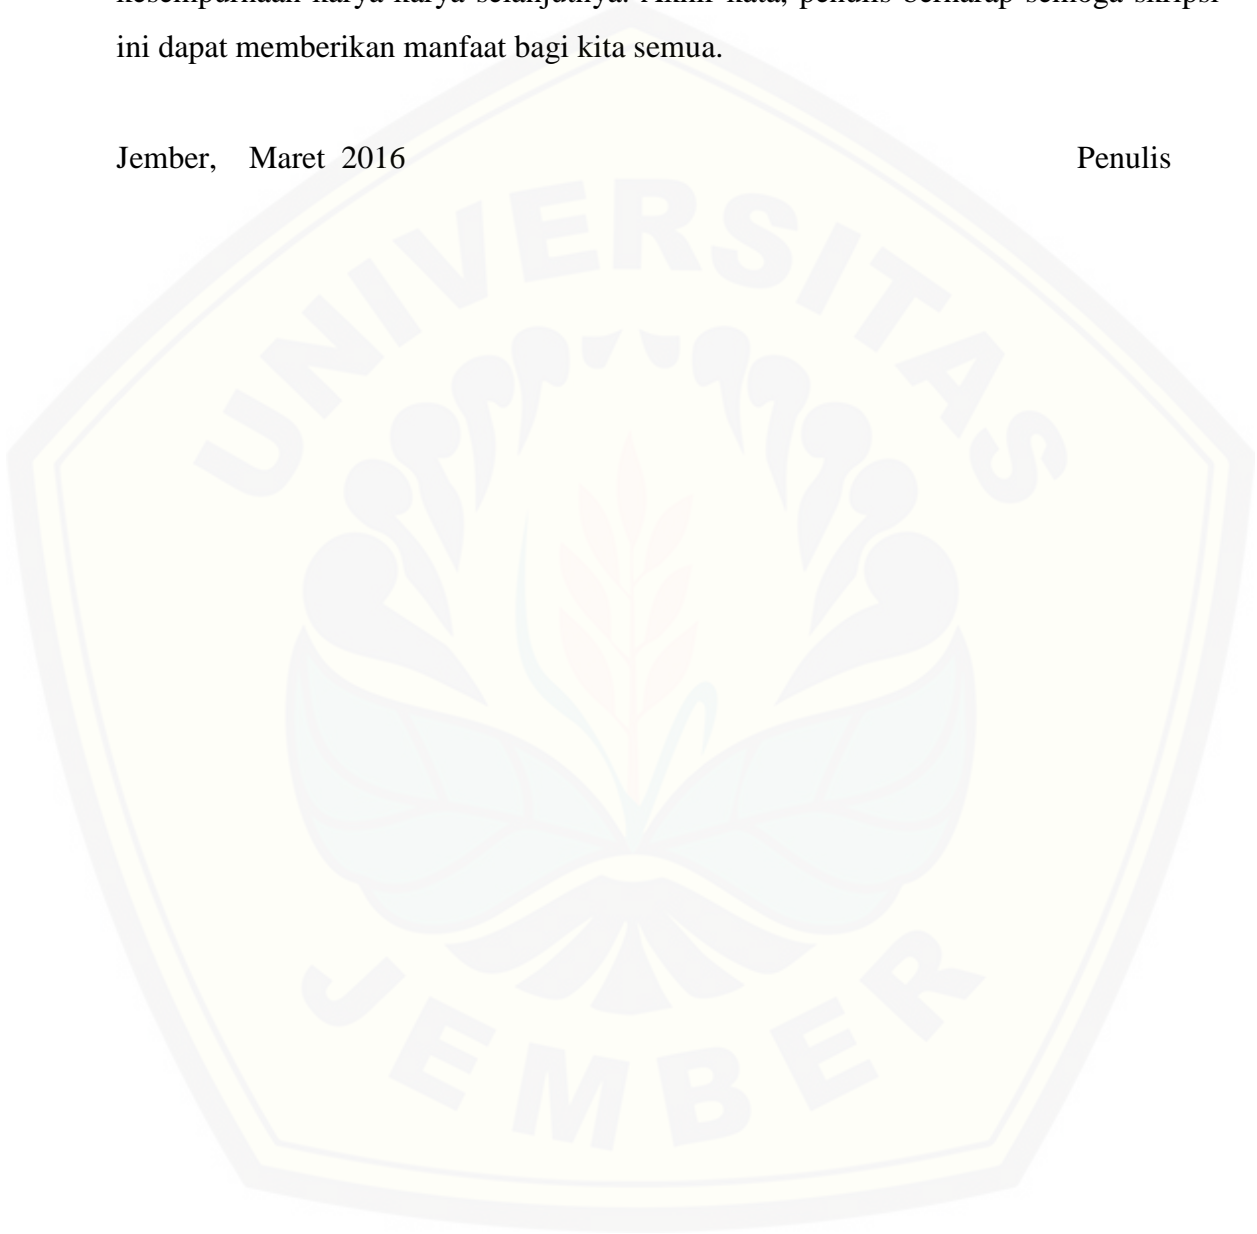 kesempurnaan karya-karya selanjutnya. Akhir kata, penulis berharap semoga skripsi
ini dapat memberikan manfaat bagi kita semua.
Jember, Maret 2016 Penulis
UNIVERSITAS
JEMBER